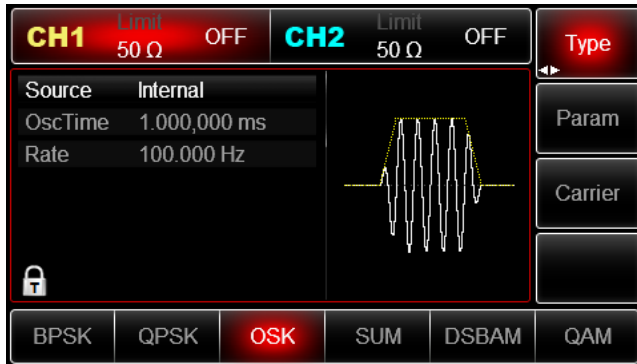 CH1 Limit 50 Ω OFF CH2 Limit 50 Ω OFF Type
Source Internal
OscTime 1.000,000 ms
Rate 100.000 Hz
Param
Carrier
T
BPSK QPSK OSK SUM DSBAM QAM